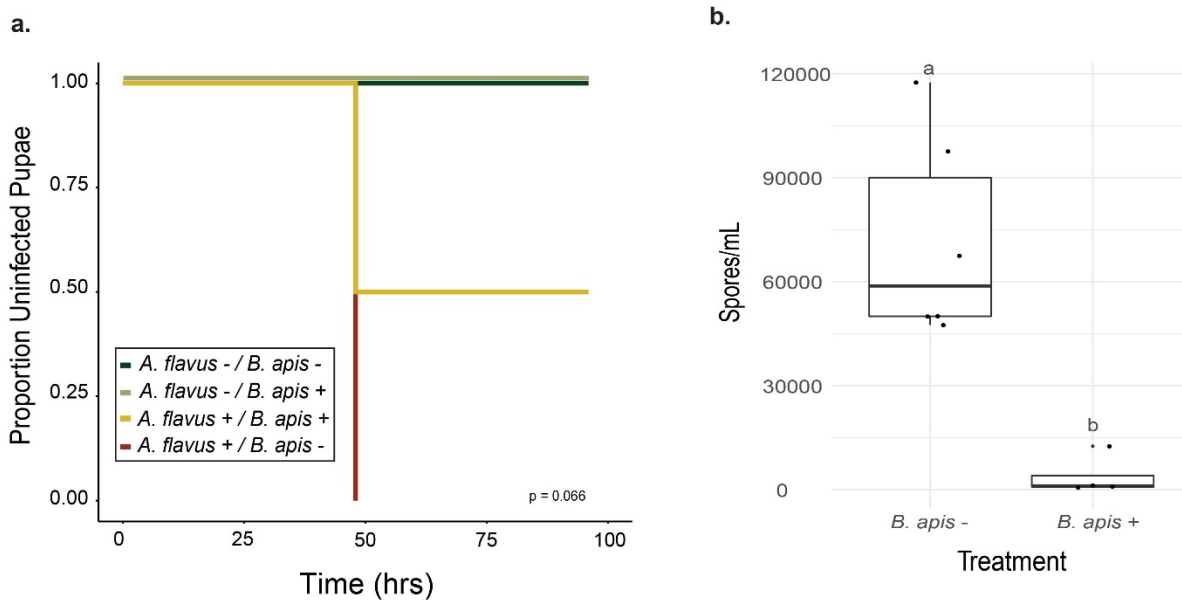 a.
Proportion Uninfected Pupae
1.00
0.75
0.50
0.25
0.00
A. flavus - / B. apis -
A. flavus - / B. apis +
A. flavus + / B. apis +
A. flavus + / B. apis -
p = 0.066
0 25 50 75 100
Time (hrs)
b.
Spores/mL
120000
90000
60000
30000
0
a
b
B. apis - B. apis +
Treatment